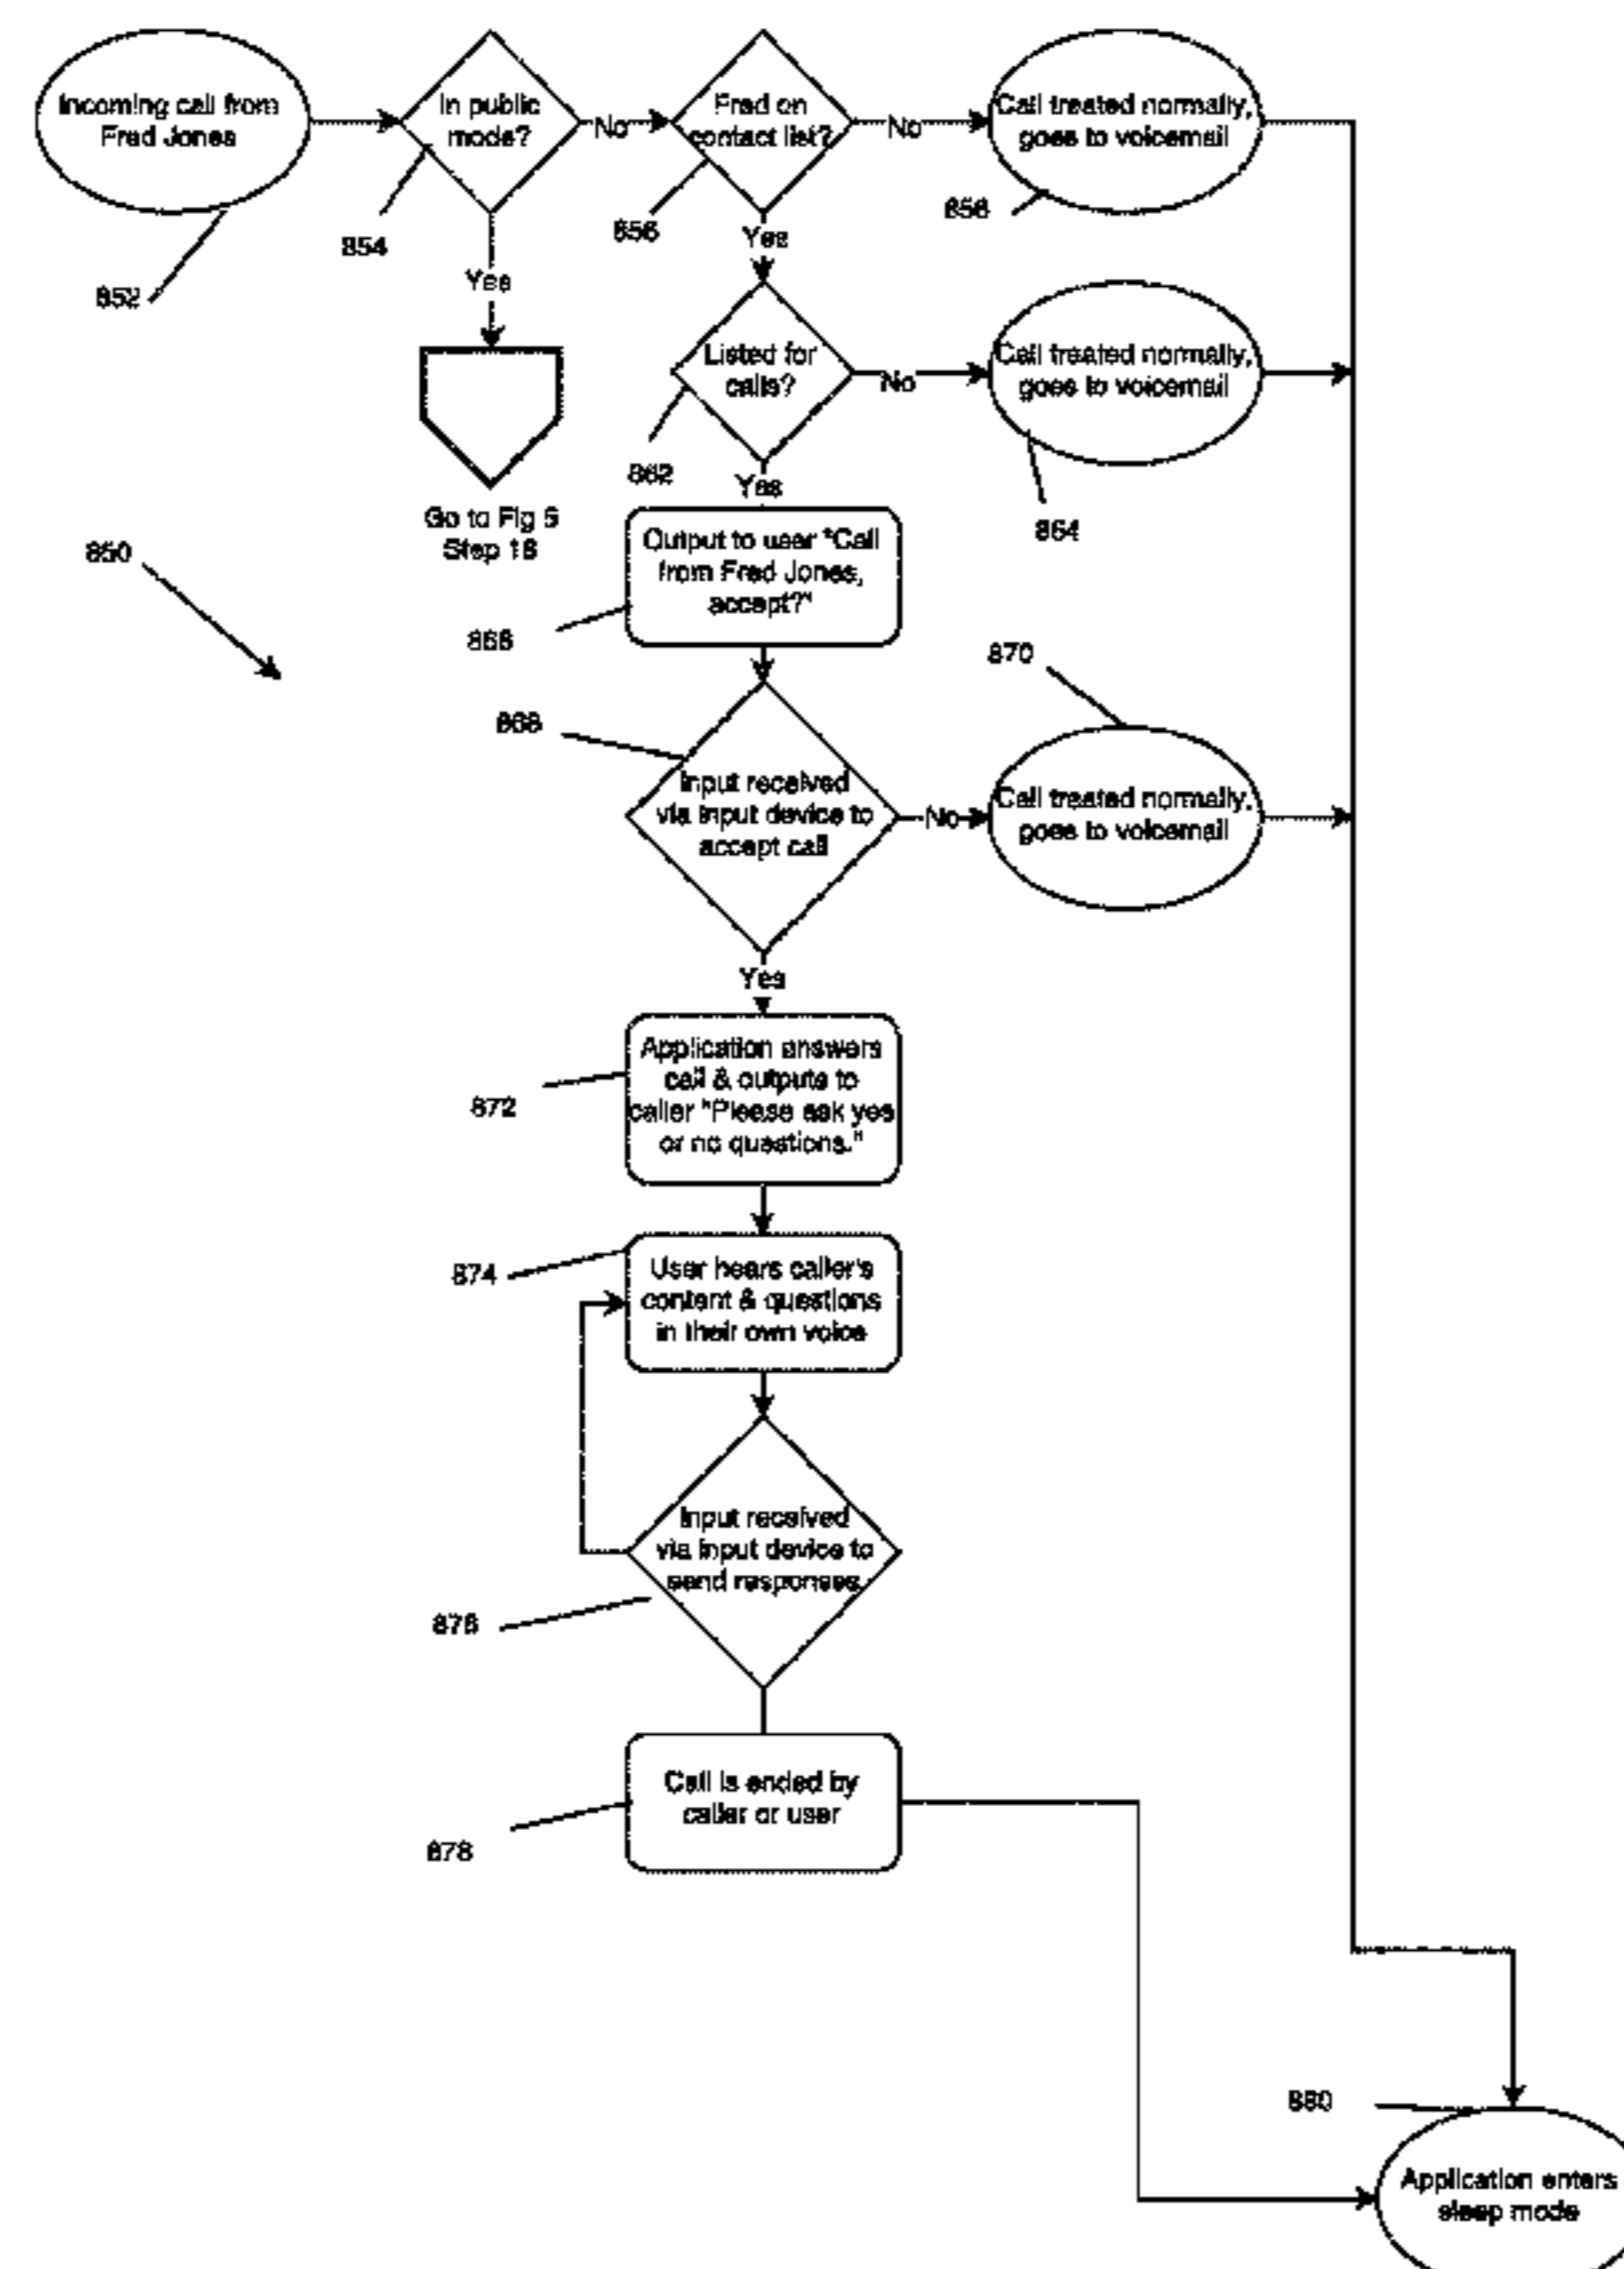 Incoming call from
Fred Jones
In public
mode?
No
Fred on
contact list?
No
Call treated normally,
goes to voicemail
852
854
Yes
856
Yes
858
Go to Fig
Step
Listed for
calls?
No
Call treated normally,
goes to voicemail
862
Yes
864
850
Output to user "Call
from Fred Jones,
accept?"
866
868
Input received
via input device to
accept call
No
870
Call treated normally,
goes to voicemail
Yes
Application answers
call & outputs to
caller "Please ask yes
or no questions."
872
874
User hears caller's
content & questions
in their own voice
Input received
via input device to
send responses
876
Call is ended by
caller or user
878
880
Application enters
sleep mode